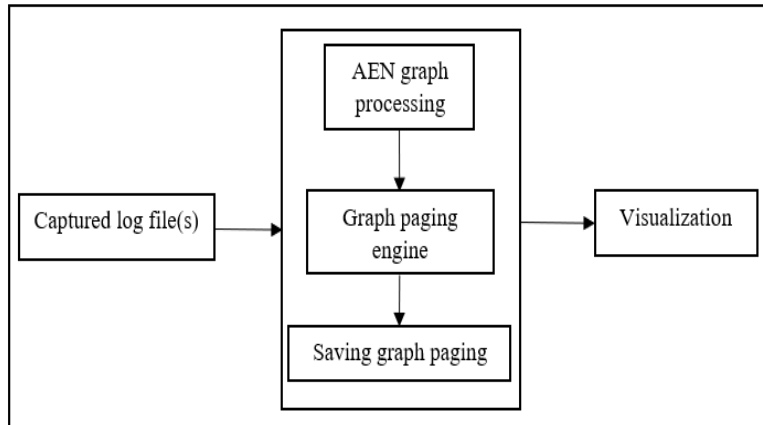 AEN graph
processing
Captured log file(s)
Graph paging
engine
Visualization
Saving graph paging